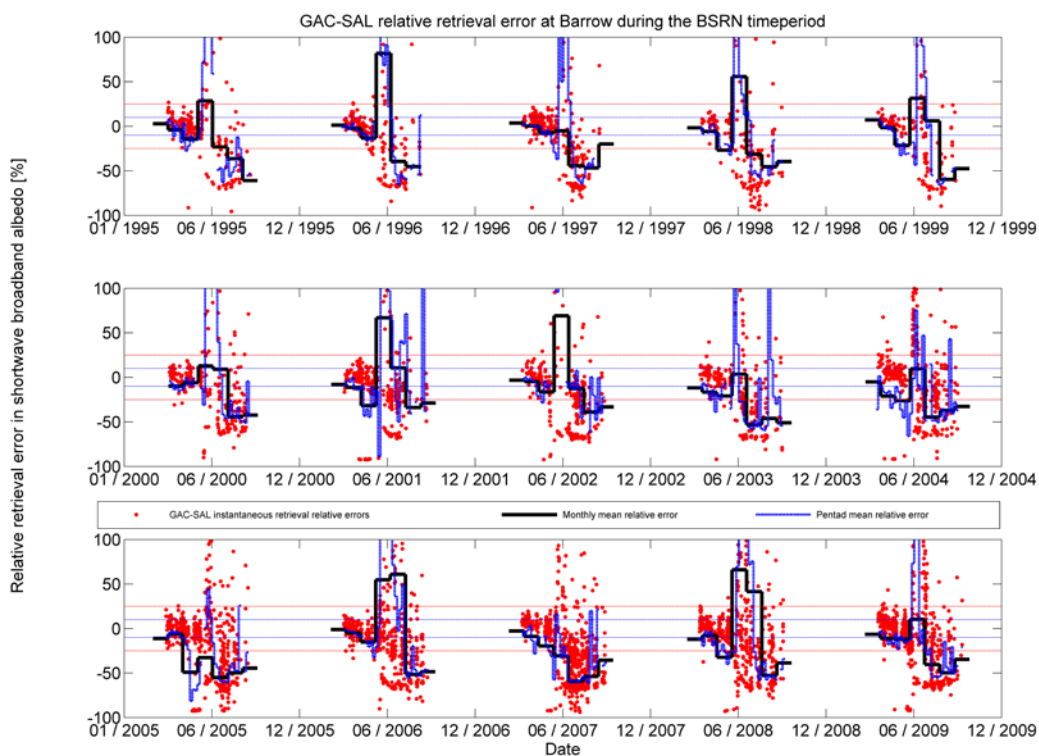 GAC-SAL relative retrieval error at Barrow during the BSRN timeperiod
Relative retrieval error in shortwave broadband albedo [%]
100
50
0
-50
-100
01 / 1995 06 / 1995 12 / 1995 06 / 1996 12 / 1996 06 / 1997 12 / 1997 06 / 1998 12 / 1998 06 / 1999 12 / 1999
100
50
0
-50
-100
01 / 2000 06 / 2000 12 / 2000 06 / 2001 12 / 2001 06 / 2002 12 / 2002 06 / 2003 12 / 2003 06 / 2004 12 / 2004
GAC-SAL instantaneous retrieval relative errors Monthly mean relative error Pentad mean relative error
100
50
0
-50
-100
01 / 2005 06 / 2005 12 / 2005 06 / 2006 12 / 2006 06 / 2007 12 / 2007 06 / 2008 12 / 2008 06 / 2009 12 / 2009
Date